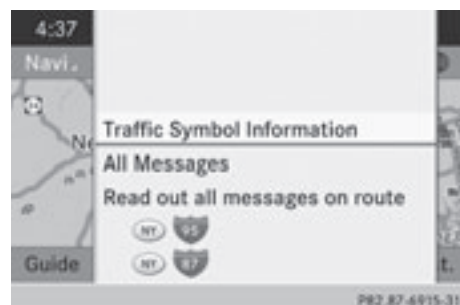 4:37
Navi
Traffic Symbol Information
All Messages
Read out all messages on route
NY 95
NY 87
Guide
P82.87-6915-31